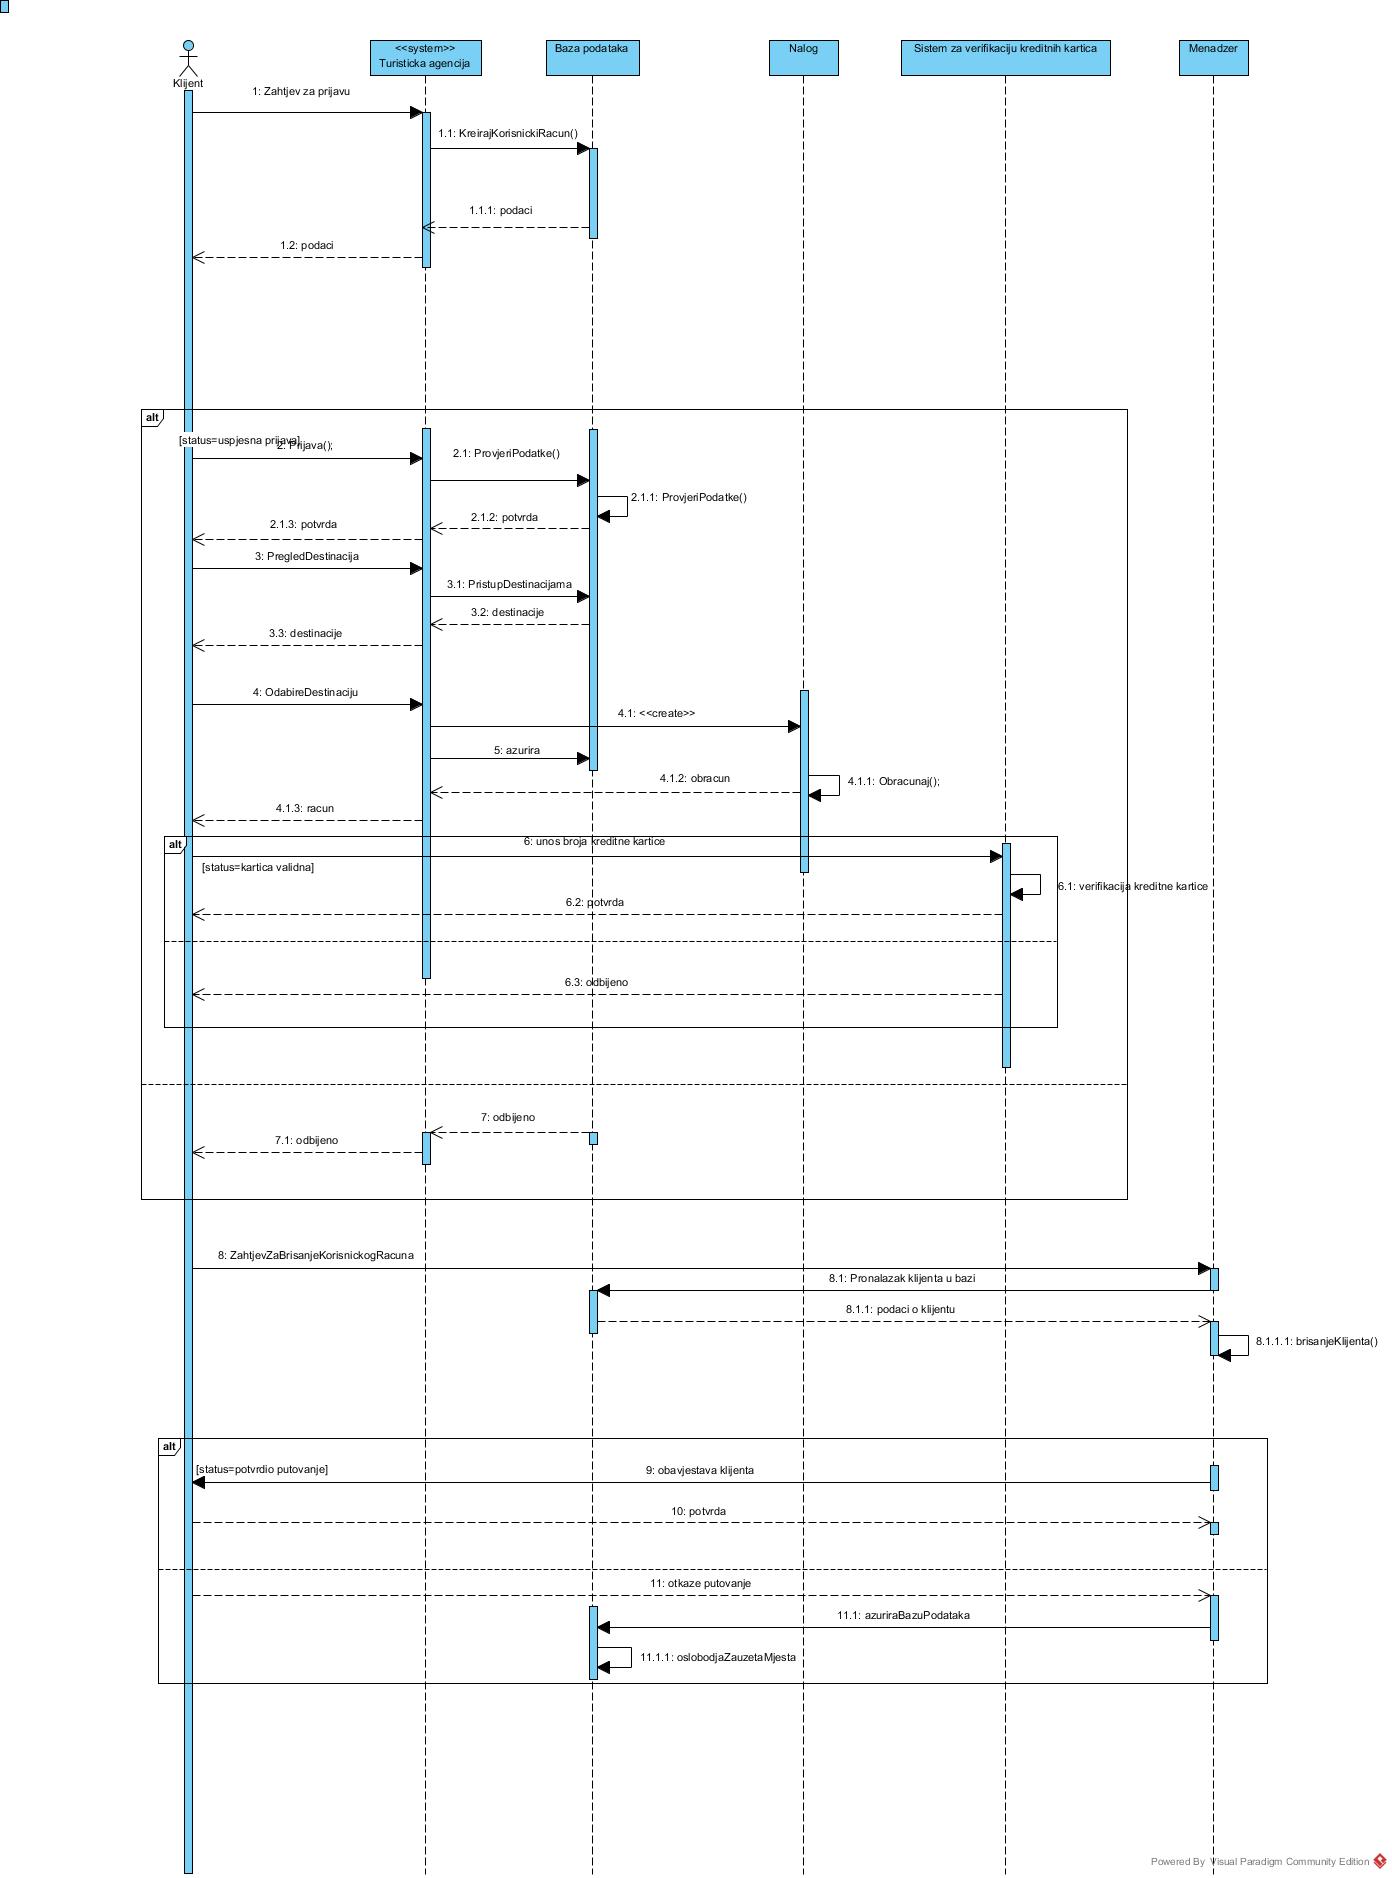 <<system>>
Turisticka agencija
Baza podataka
Nalog
Sistem za verifikaciju kreditnih kartica
Menadzer
Klijent
1: Zahtjev za prijavu
1.1: KreirajKorisnickiRacun()
1.1.1: podaci
1.2: podaci
alt
[status=uspjesna prijava]
2: Prijava();
2.1: ProvjeriPodatke()
2.1.1: ProvjeriPodatke()
2.1.2: potvrda
2.1.3: potvrda
3: PregledDestinacija
3.1: PristupDestinacijama
3.2: destinacije
3.3: destinacije
4: OdabireDestinaciju
4.1: <<create>>
5: azurira
4.1.2: obracun
4.1.1: Obracunaj();
4.1.3: racun
alt
6: unos broja kreditne kartice
[status=kartica validna]
6.1: verifikacija kreditne kartice
6.2: potvrda
6.3: odbijeno
7: odbijeno
7.1: odbijeno
8: ZahtjevZaBrisanjeKorisnickogRacuna
8.1: Pronalazak klijenta u bazi
8.1.1: podaci o klijentu
8.1.1.1: brisanjeKlijenta()
alt
[status=potvrdio putovanje]
9: obavjestava klijenta
10: potvrda
11: otkaze putovanje
11.1: azuriraBazuPodataka
11.1.1: oslobodjaZauzetaMjesta
Powered By Visual Paradigm Community Edition